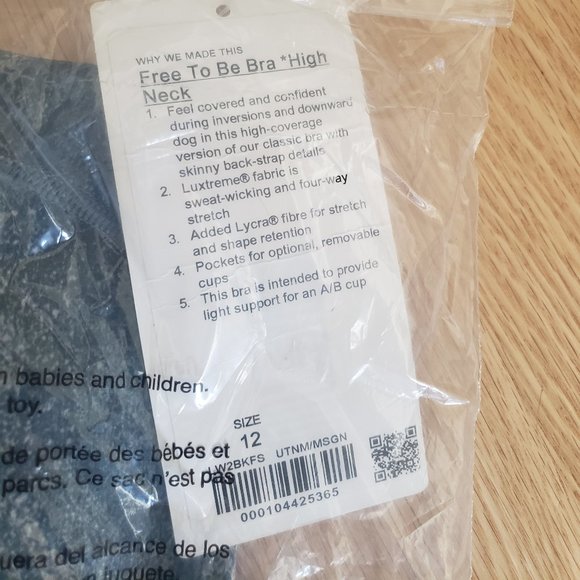 WHY WE MADE THIS
Free To Be Bra *High
Neck
1. Feel covered and confident
during inversions and downward
dog in this high-coverage
version of our classic bra with
skinny back-strap details
2. Luxtreme® fabric is
sweat-wicking and four-way
stretch
3. Added Lycra® fibre for stretch
and shape retention
4. Pockets for optional, removable
cups
5. This bra is intended to provide
light support for an A/B cup
babies and children.
toy.
SIZE
12
de portée des bébés et
W2BKFS UTNM/MSGN
parcs. Ce sac n'est pas
000104425365
alcance de los
juguete.